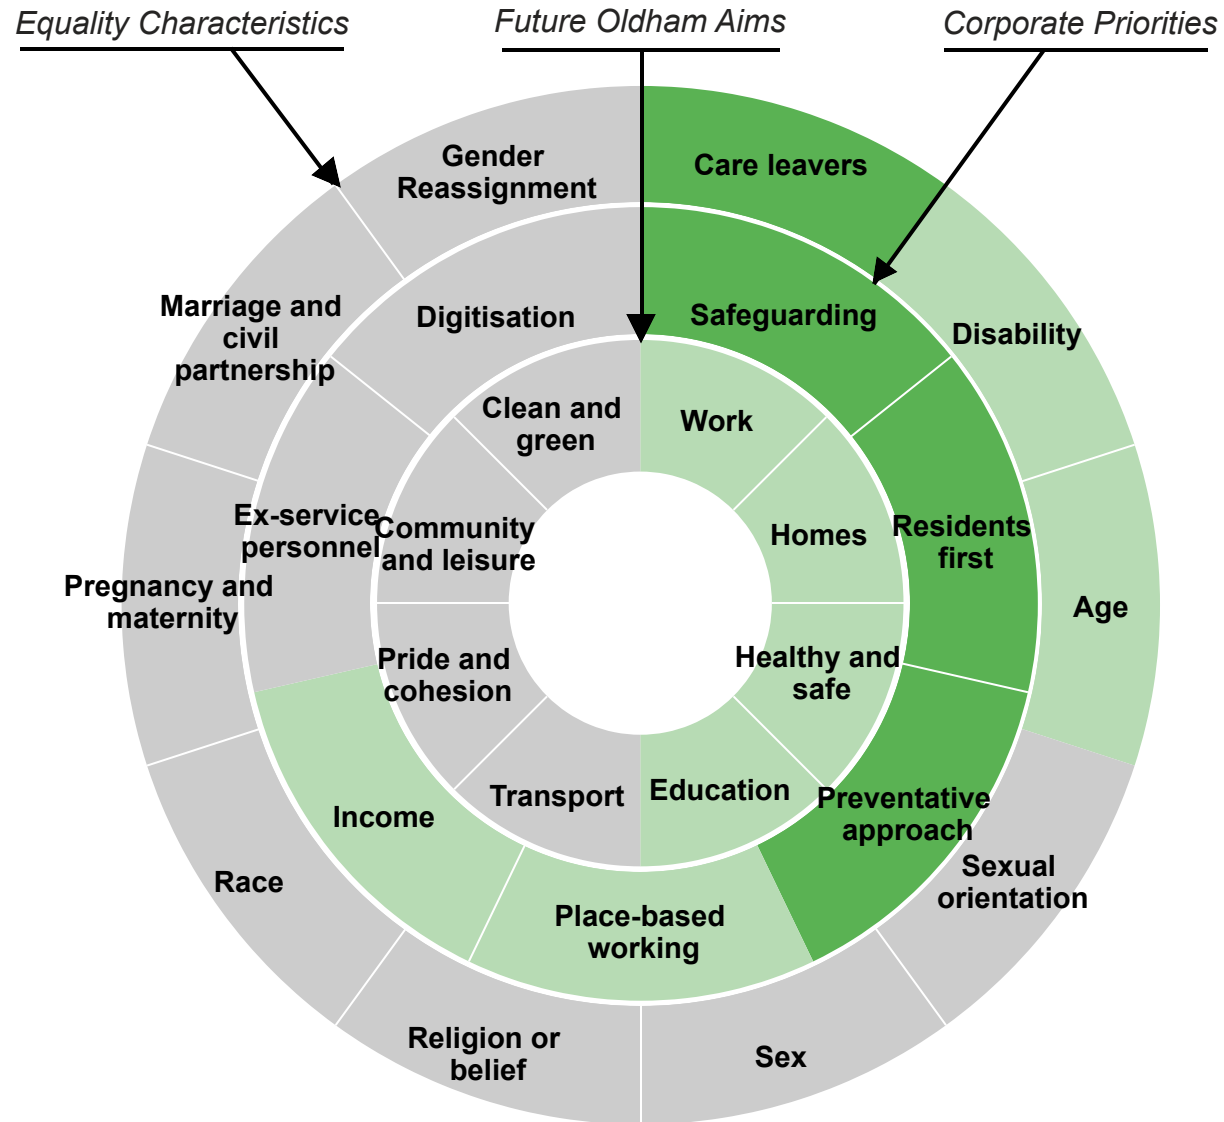 Equality Characteristics
Future Oldham Aims
Corporate Priorities
Gender
Reassignment
Care leavers
Marriage and
civil
partnership
Digitisation
Safeguarding
Disability
Clean and
green
Work
Ex-service
personnel
Community
and leisure
Homes
Residents
first
Pregnancy and
maternity
Age
Pride and
cohesion
Healthy and
safe
Transport
Education
Income
Preventative
approach
Race
Place-based
working
Sexual
orientation
Religion or
belief
Sex